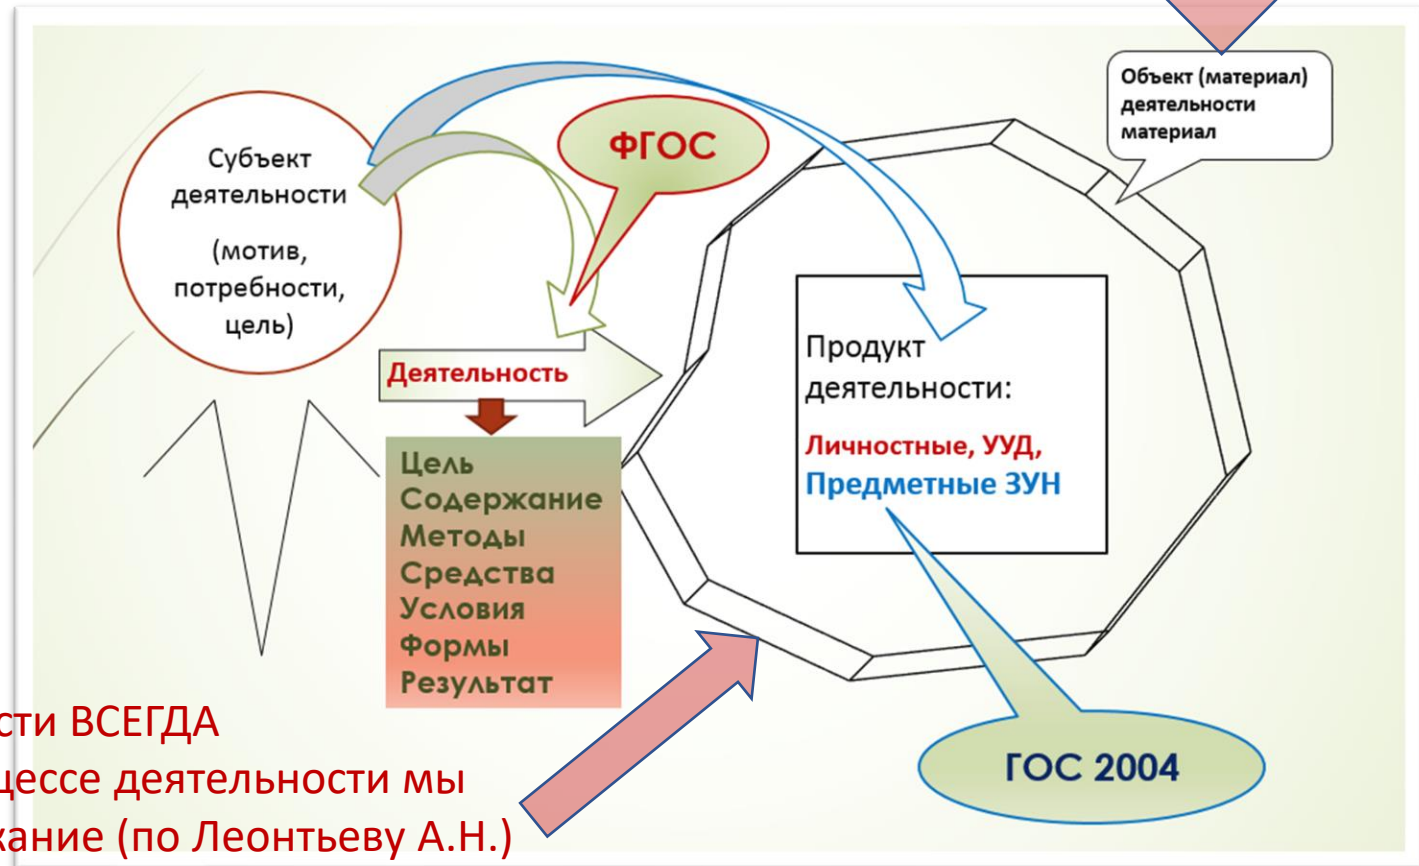 Объект (материал)
деятельности
материал
Субъект
деятельности
(мотив,
потребности,
цель)
ФГОС
Деятельность
Цель
Содержание
Методы
Средства
Условия
Формы
Результат
Продукт
деятельности:
Личностные, УУД,
Предметные ЗУН
ГОС 2004
сти ВСЕГДА
цессе деятельности мы
жание (по Леонтьеву А.Н.)